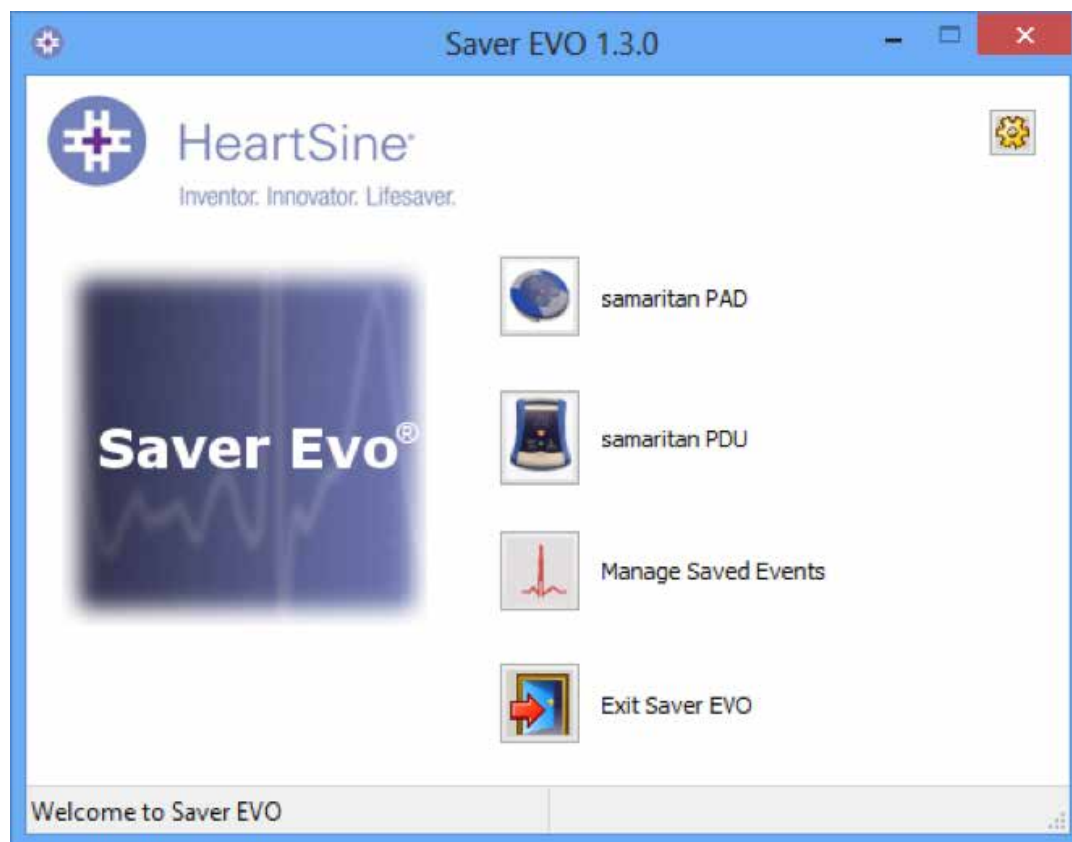 Saver EVO 1.3.0
HeartSine®
Inventor. Innovator. Lifesaver.
Saver Evo®
samaritan PAD
samaritan PDU
Manage Saved Events
Exit Saver EVO
Welcome to Saver EVO